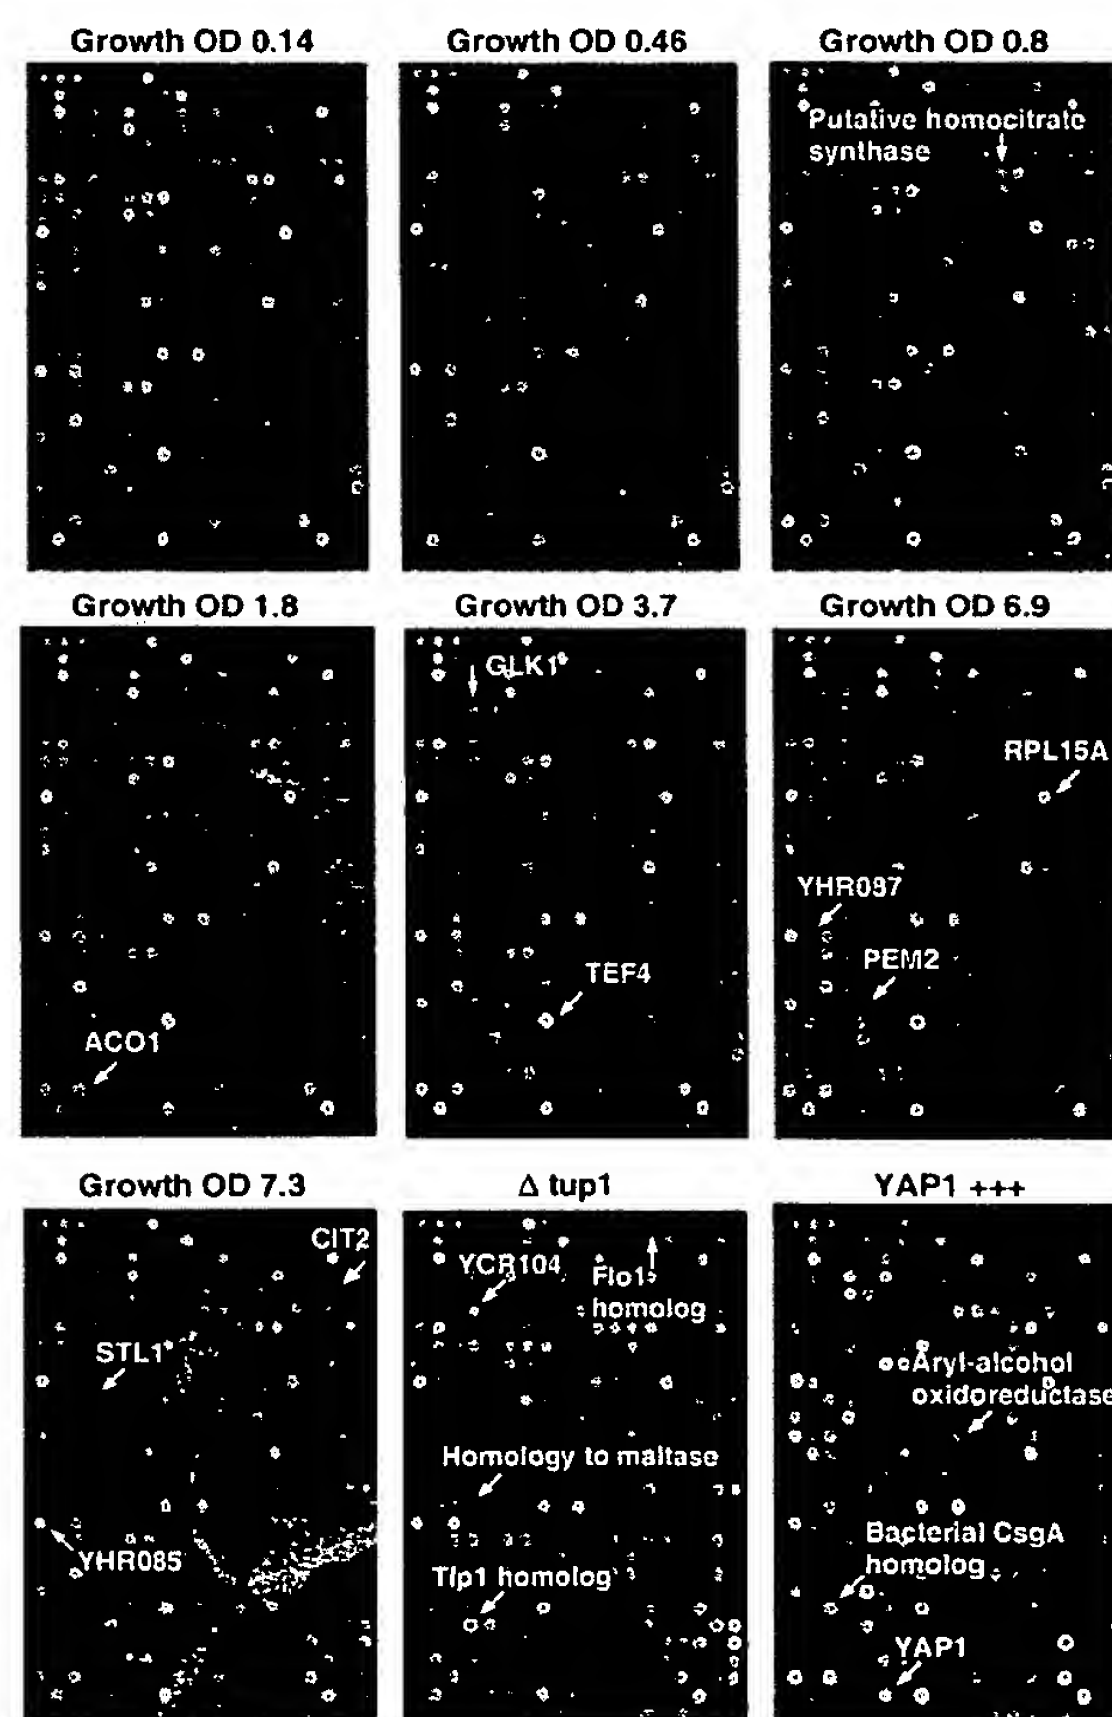 Growth OD 0.14
Growth OD 0.46
Growth OD 0.8
Putative homocitrate
synthase
Growth OD 1.8
Growth OD 3.7
Growth OD 6.9
GLK1
RPL15A
YHR087
PEM2
TEF4
ACO1
Growth OD 7.3
Δ tup1
YAP1 +++
CIT2
YCR104
Flo1
homolog
STL1
Aryl-alcohol
oxidoreductase
Homology to maltase
Bacterial CsgA
homolog
YHR085
Tip1 homolog
YAP1